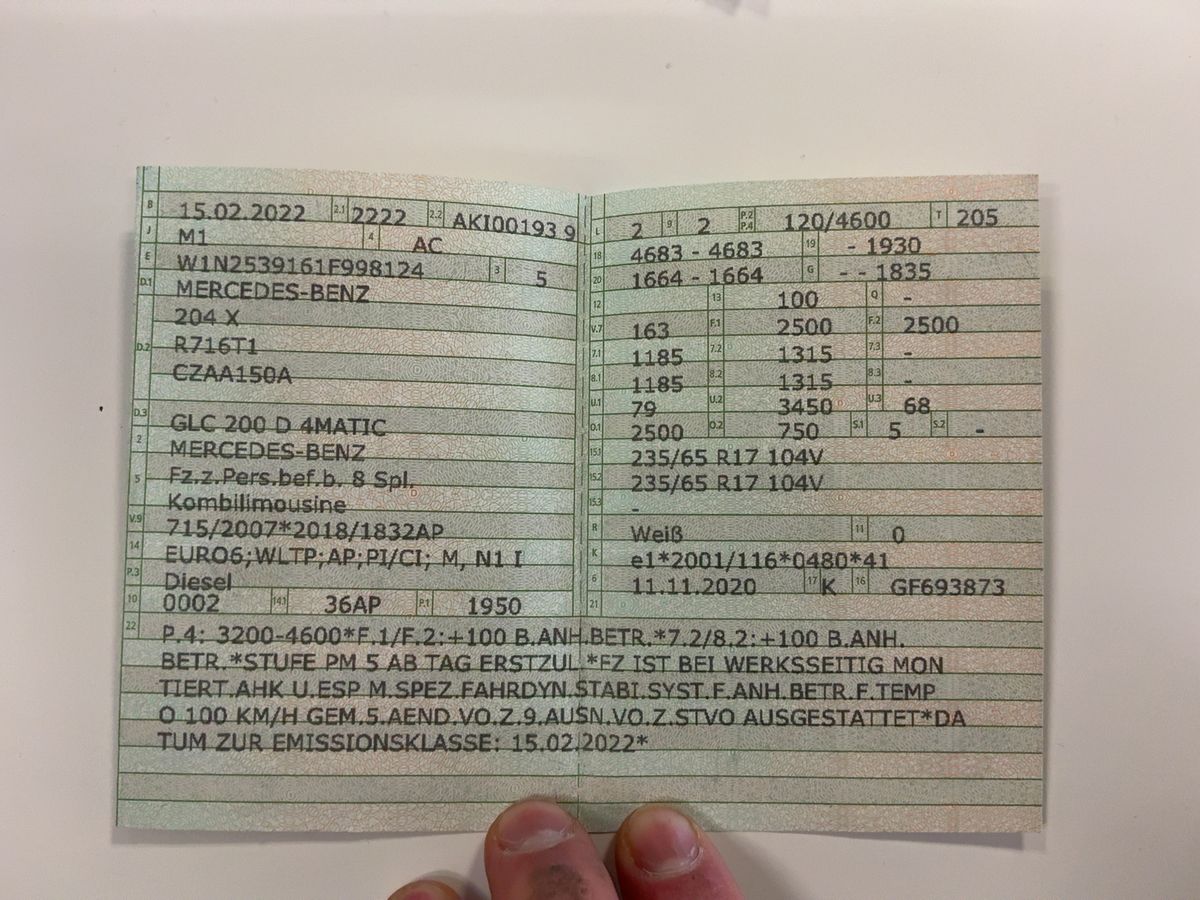 B 15.02.2022 2.1 2222 2.2 AKI00193 9
J M1 4 AC
E W1N2539161F998124 3 5
D.1 MERCEDES-BENZ
204 X
D.2 R716T1
CZAA150A
D.3 GLC 200 D 4MATIC
2 MERCEDES-BENZ
5 Fz.z.Pers.bef.b. 8 Spl.
Kombilimousine
V.9 715/2007*2018/1832AP
14 EURO6;WLTP;AP;PI/CI; M, N1 I
P.3 Diesel
10 0002 14.1 36AP P.1 1950
L 2 9 2 P.2 P.4 120/4600 T 205
18 4683 - 4683 19 - 1930
20 1664 - 1664 G - - 1835
12 13 100 Q -
V.7 163 F.1 2500 F.2 2500
7.1 1185 7.2 1315 7.3 -
8.1 1185 8.2 1315 8.3 -
U.1 79 U.2 3450 U.3 68
O.1 2500 O.2 750 S.1 5 S.2 -
15.1 235/65 R17 104V
15.2 235/65 R17 104V
15.3 -
R Weiß 11 0
K e1*2001/116*0480*41
6 11.11.2020 17 K 16 GF693873
21
22 P.4: 3200-4600*F.1/F.2:+100 B.ANH.BETR.*7.2/8.2:+100 B.ANH.
BETR.*STUFE PM 5 AB TAG ERSTZUL.*FZ IST BEI WERKSSEITIG MON
TIERT.AHK U.ESP M.SPEZ.FAHRDYN.STABI.SYST.F.ANH.BETR.F.TEMP
O 100 KM/H GEM.5.AEND.VO.Z.9.AUSN.VO.Z.STVO AUSGESTATTET*DA
TUM ZUR EMISSIONSKLASSE: 15.02.2022*